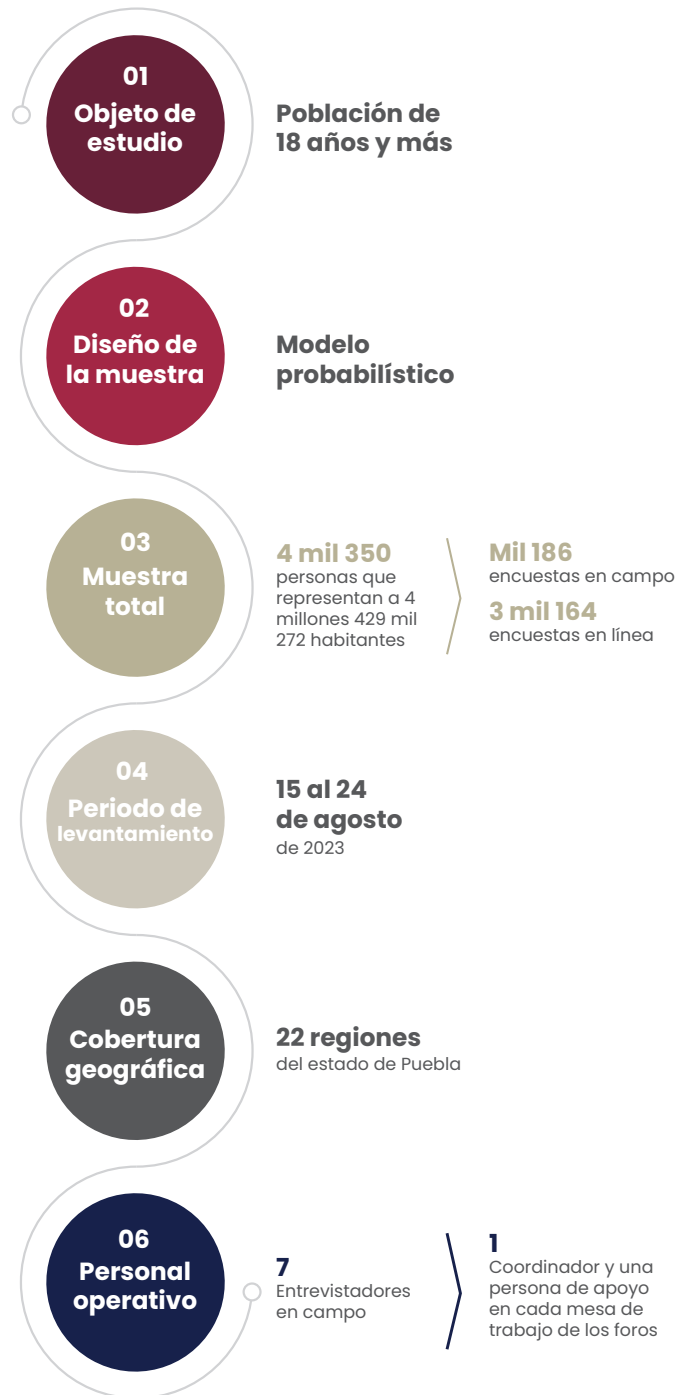 01
Objeto de
estudio
Población de
18 años y más
02
Diseño de
la muestra
Modelo
probabilístico
03
Muestra
total
4 mil 350
personas que
representan a 4
millones 429 mil
272 habitantes
Mil 186
encuestas en campo
3 mil 164
encuestas en línea
04
Periodo de
levantamiento
15 al 24
de agosto
de 2023
05
Cobertura
geográfica
22 regiones
del estado de Puebla
06
Personal
operativo
7
Entrevistadores
en campo
1
Coordinador y una
persona de apoyo
en cada mesa de
trabajo de los foros